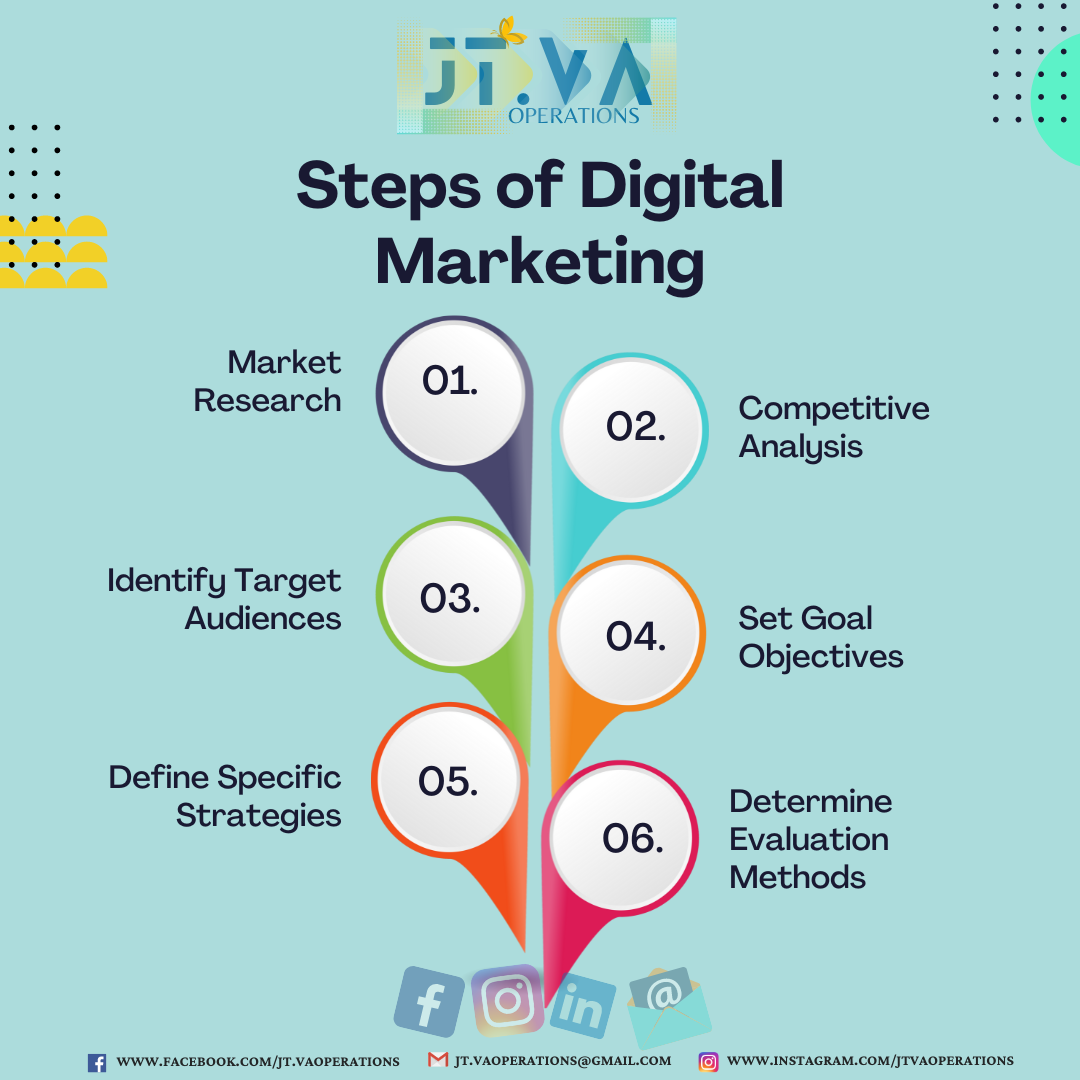 JT.VA
OPERATIONS
Steps of Digital
Marketing
01.
Market
Research
02.
Competitive
Analysis
03.
Identify Target
Audiences
04.
Set Goal
Objectives
05.
Define Specific
Strategies
06.
Determine
Evaluation
Methods
f
in
@
f
WWW.FACEBOOK.COM/JT.VAOPERATIONS
JT.VAOPERATIONS@GMAIL.COM
WWW.INSTAGRAM.COM/JTVAOPERATIONS